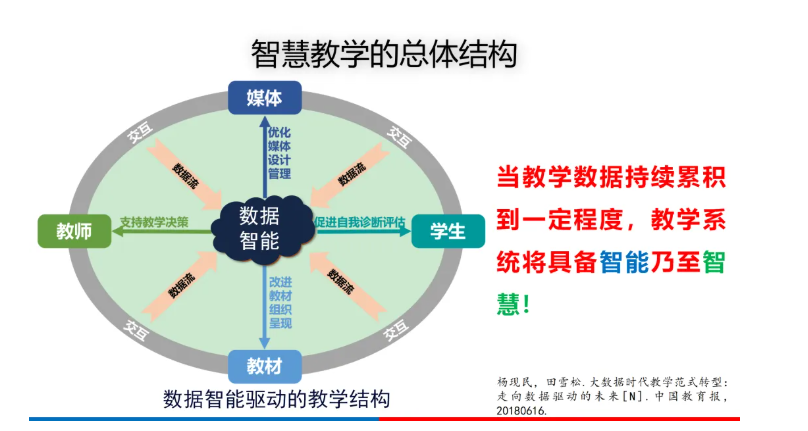 智慧教学的总体结构
媒体
交互
交互
优化
媒体
设计
管理
数据流
数据流
当教学数据持续累积
到一定程度，教学系
统将具备智能乃至智
慧！
教师
支持教学决策
数据
智能
促进自我诊断评估
学生
数据流
数据流
改进
教材
组织
呈现
交互
交互
教材
数据智能驱动的教学结构
杨现民，田雪松.大数据时代教学范式转型：
走向数据驱动的未来[N].中国教育报，
20180616.